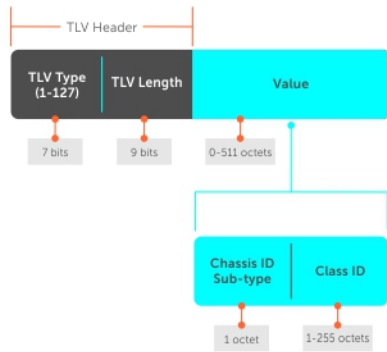 TLV Header
TLV Type
(1-127)
TLV Length
Value
7 bits
9 bits
0-511 octets
Chassis ID
Sub-type
Class ID
1 octet
1-255 octets